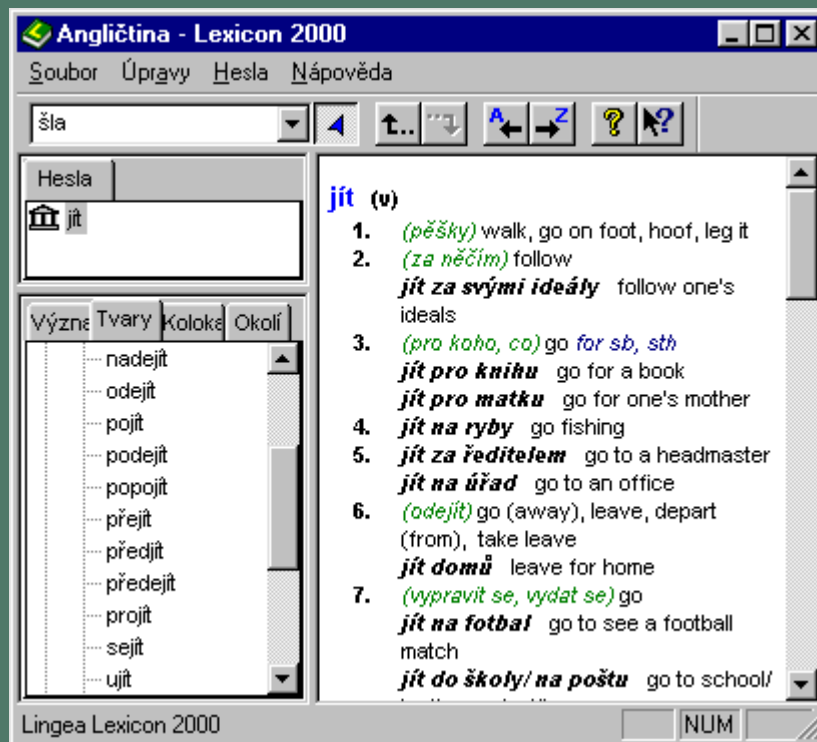 Angličtina - Lexicon 2000
Soubor Úpravy Hesla Nápověda
šla
A Z
Hesla
jít
Význa Tvary Koloka Okolí
nadejít
odejít
pojít
podejít
popojít
přejít
předjít
předejít
projít
sejít
ujít
jít (v)
1. (pěšky) walk, go on foot, hoof, leg it
2. (za něčím) follow
jít za svými ideály follow one's
ideals
3. (pro koho, co) go for sb, sth
jít pro knihu go for a book
jít pro matku go for one's mother
4. jít na ryby go fishing
5. jít za ředitelem go to a headmaster
jít na úřad go to an office
6. (odejít) go (away), leave, depart
(from), take leave
jít domů leave for home
7. (vypravit se, vydat se) go
jít na fotbal go to see a football
match
jít do školy/ na poštu go to school/
Lingea Lexicon 2000
NUM